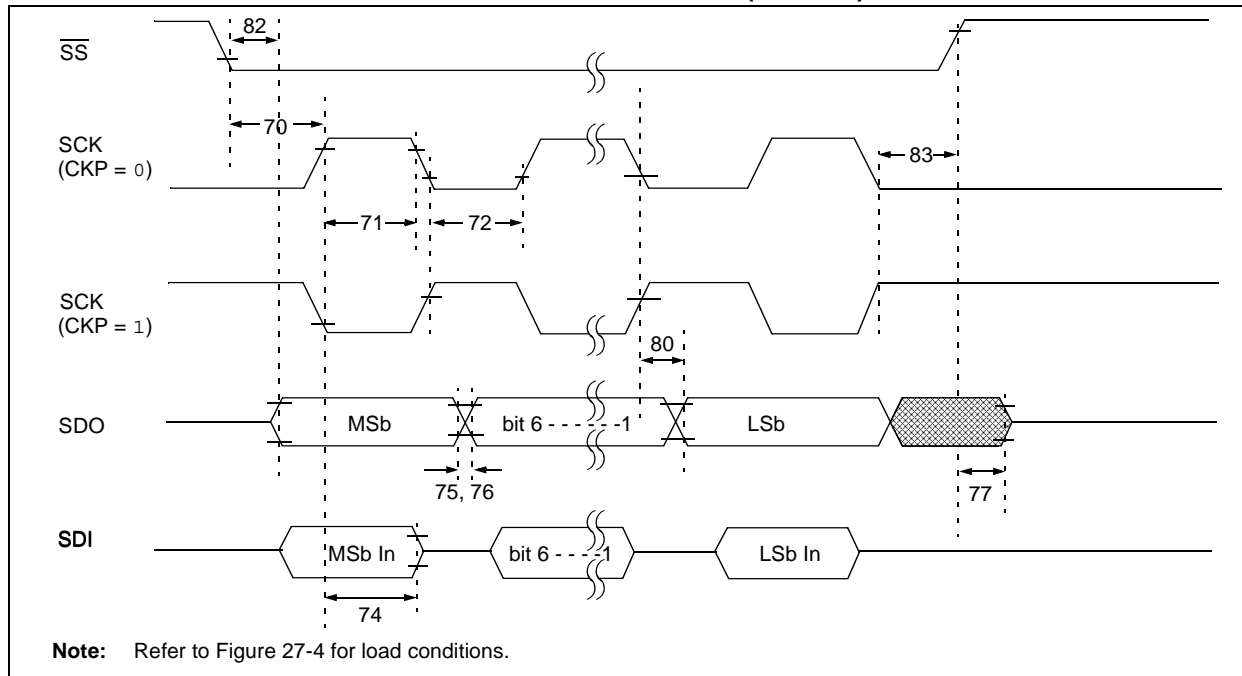 82
SS
70
SCK
(CKP = 0)
83
71
72
SCK
(CKP = 1)
80
SDO
MSb
bit 6 - - - - - -1
LSb
75, 76
77
SDI
MSb In
bit 6 - - - - -1
LSb In
74
Note: Refer to Figure 27-4 for load conditions.